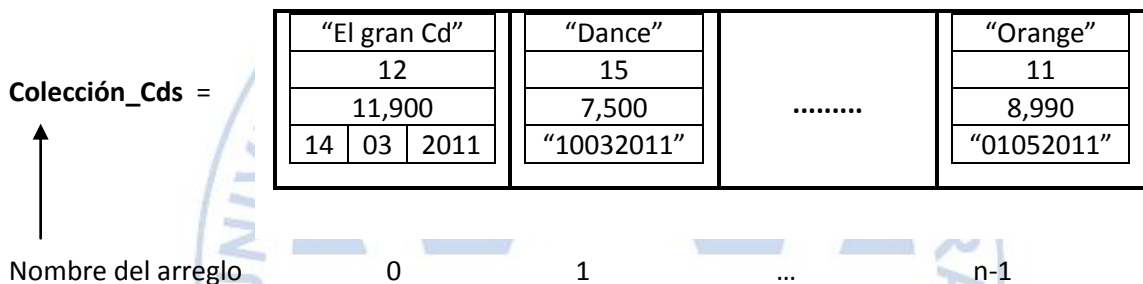 “El gran Cd” “Dance” “Orange”
12 15 11
Colección_Cds =
11,900 7,500 ......... 8,990
14 03 2011 “10032011” “01052011”
Nombre del arreglo 0 1 ... n-1